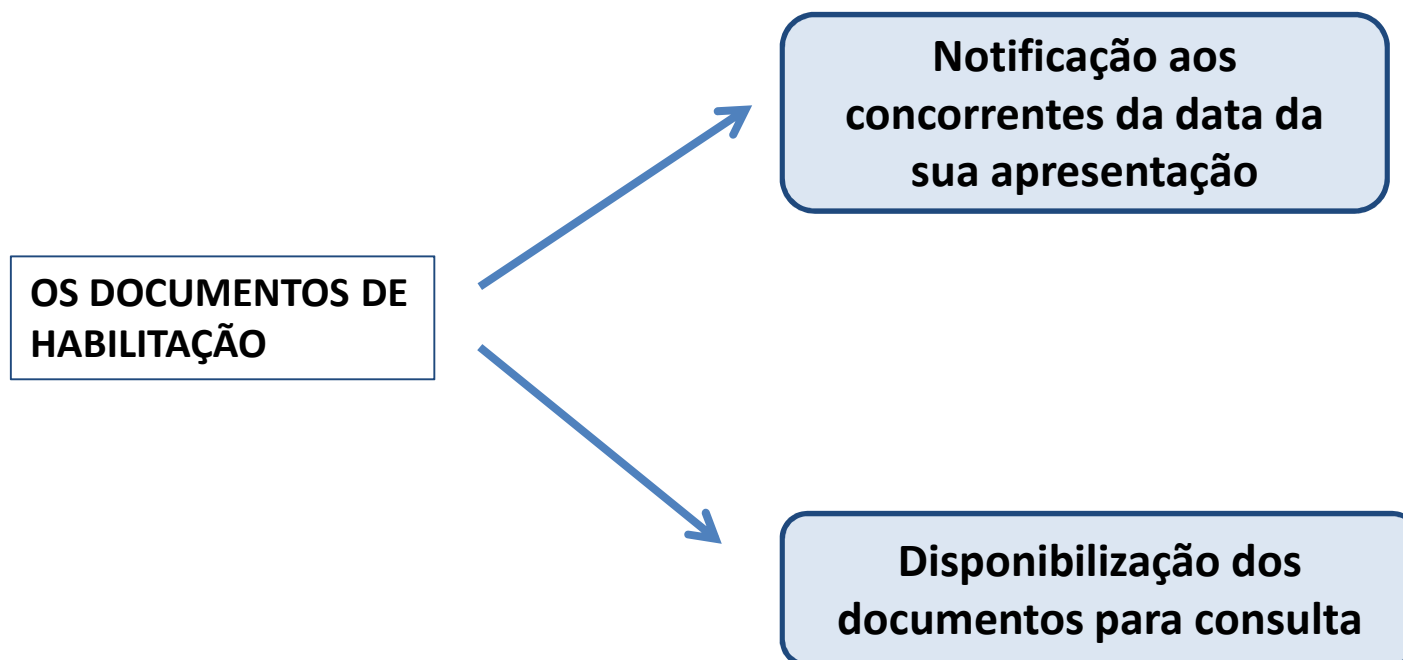 Notificação aos
concorrentes da data da
sua apresentação
OS DOCUMENTOS DE
HABILITAÇÃO
Disponibilização dos
documentos para consulta